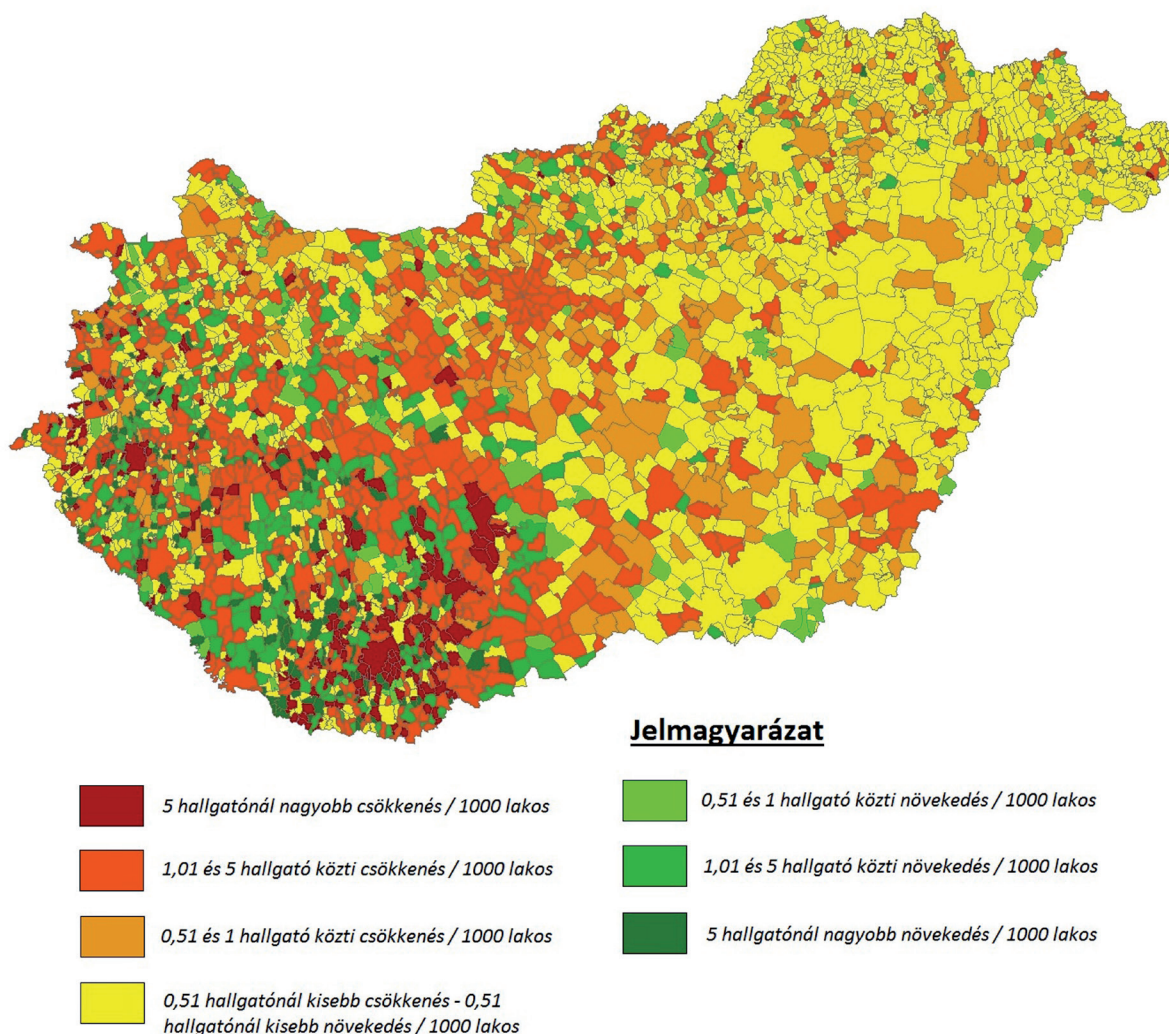 Jelmagyarázat
5 hallgatónál nagyobb csökkenés / 1000 lakos
1,01 és 5 hallgató közti csökkenés / 1000 lakos
0,51 és 1 hallgató közti csökkenés / 1000 lakos
0,51 hallgatónál kisebb csökkenés - 0,51
hallgatónál kisebb növekedés / 1000 lakos
0,51 és 1 hallgató közti növekedés / 1000 lakos
1,01 és 5 hallgató közti növekedés / 1000 lakos
5 hallgatónál nagyobb növekedés / 1000 lakos